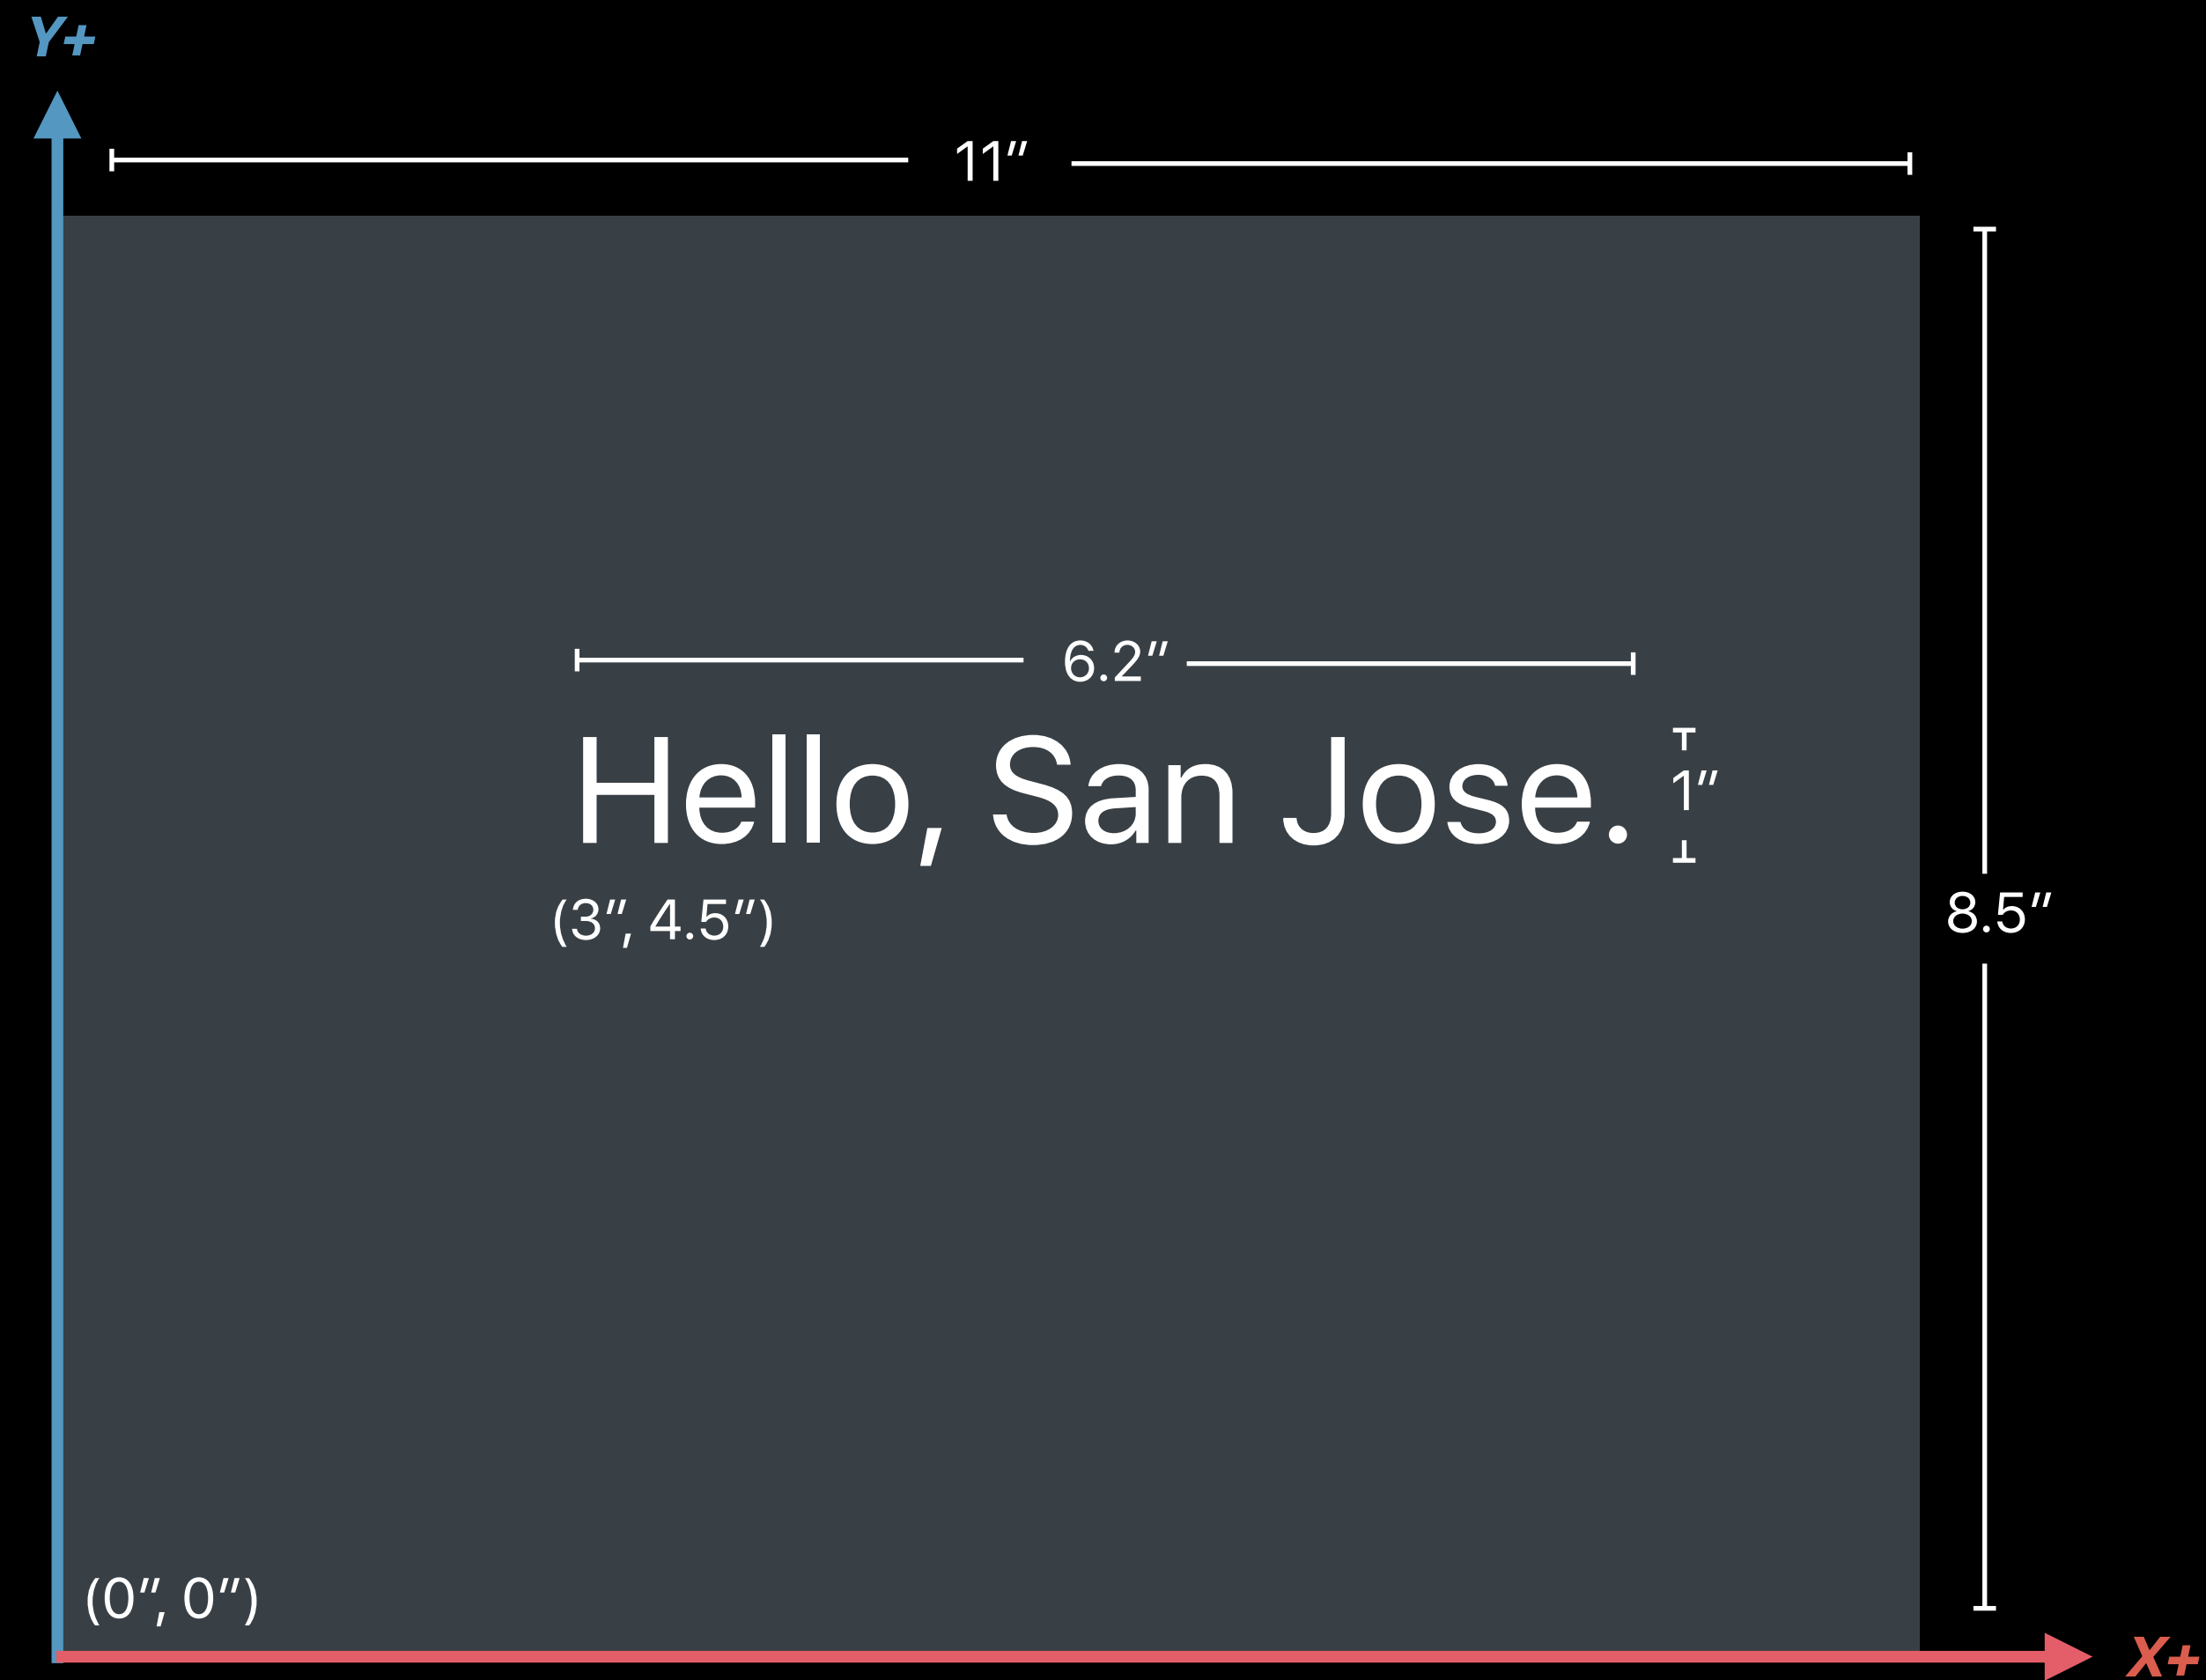 Y+
11″
6.2″
Hello, San Jose.
1″
(3″, 4.5″)
8.5″
(0″, 0″)
X+